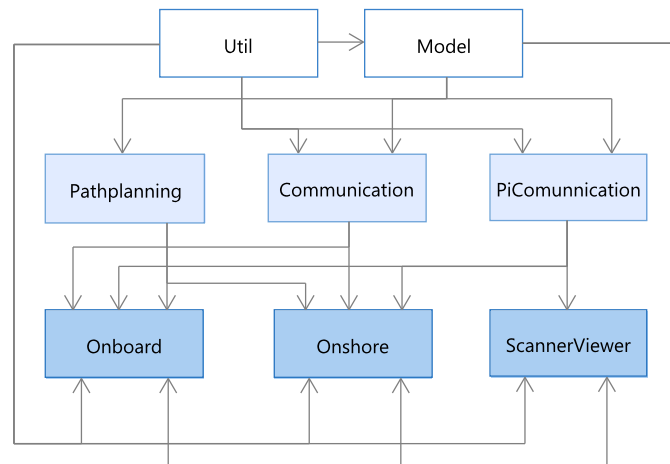 Util
Model
Pathplanning
Communication
PiComunnication
Onboard
Onshore
ScannerViewer